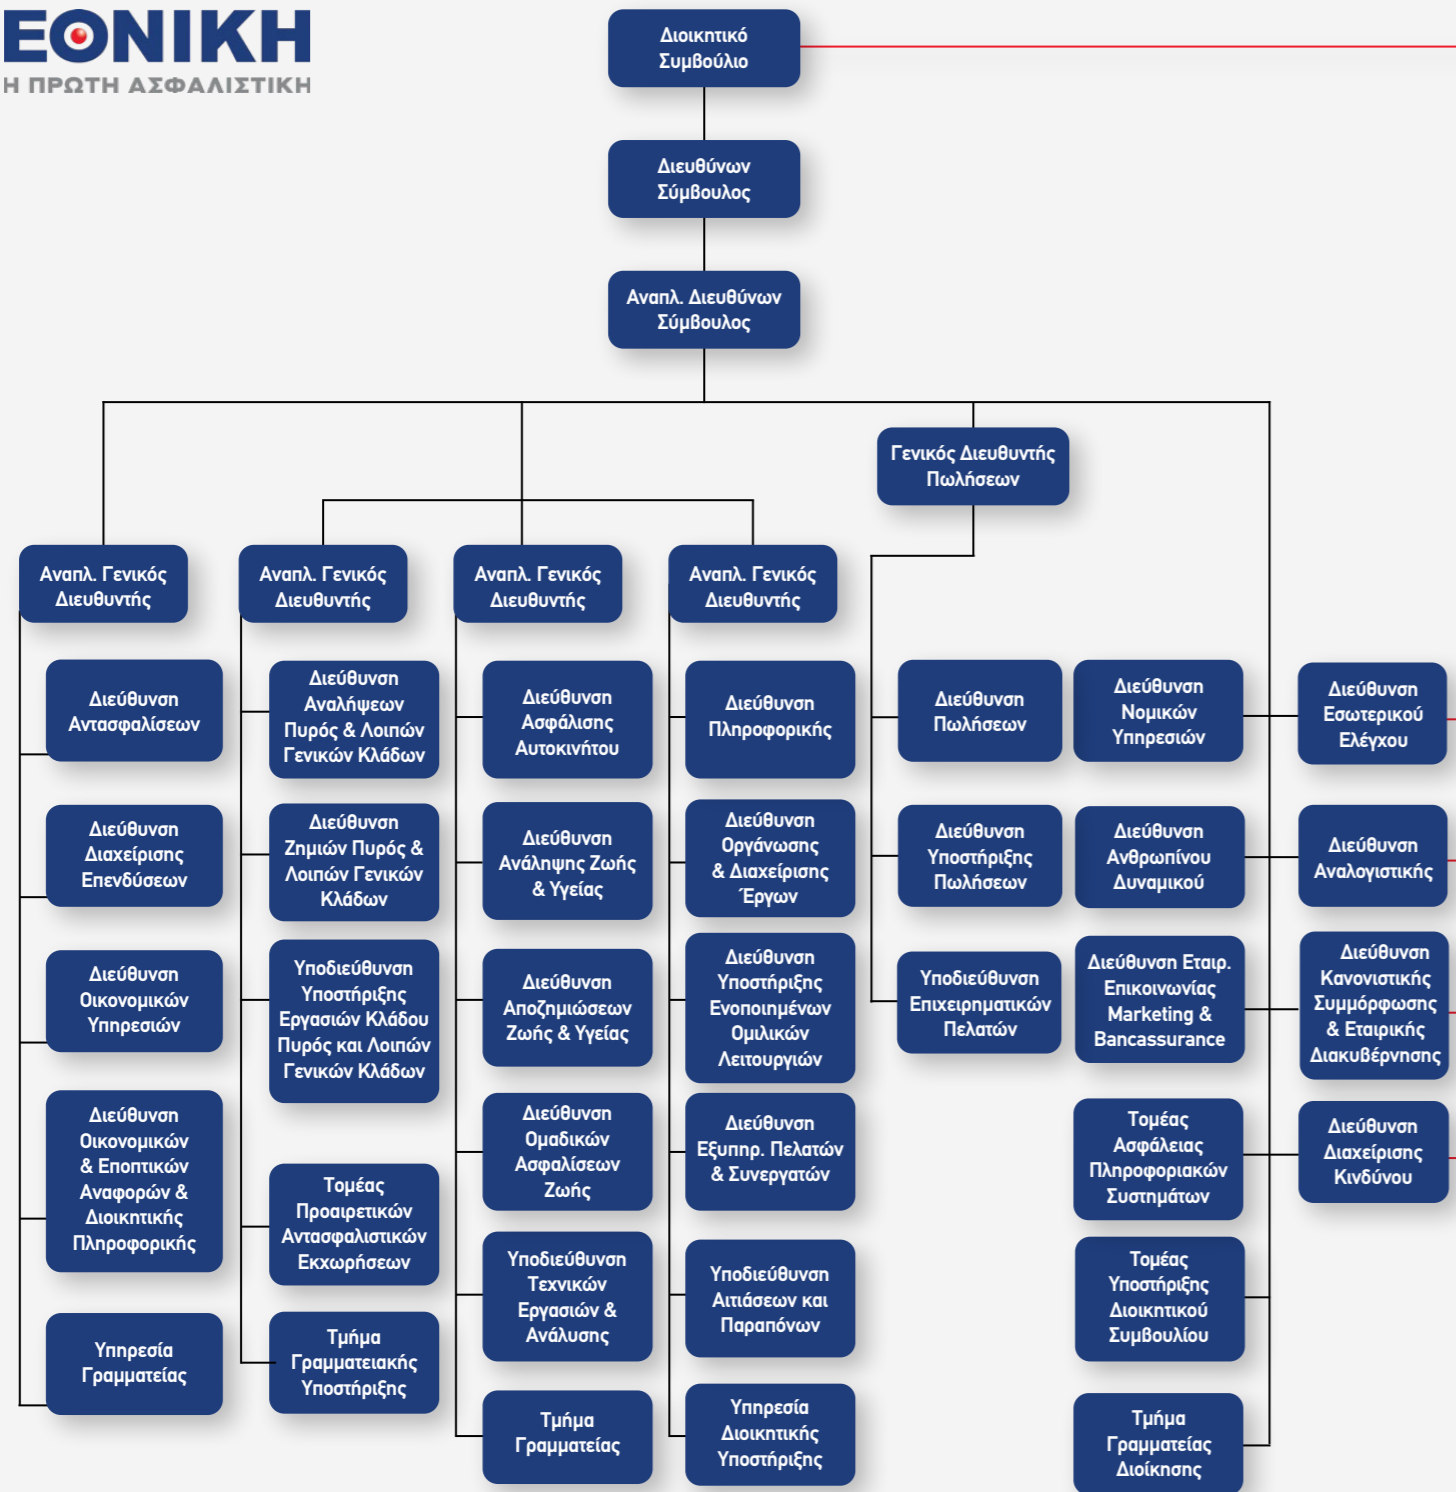 ΕΘΝΙΚΗ
Η ΠΡΩΤΗ ΑΣΦΑΛΙΣΤΙΚΗ
Διοικητικό
Συμβούλιο
Διευθύνων
Σύμβουλος
Αναπλ. Διευθύνων
Σύμβουλος
Γενικός Διευθυντής
Πωλήσεων
Αναπλ. Γενικός
Διευθυντής
Διεύθυνση
Αντασφαλίσεων
Διεύθυνση
Διαχείρισης
Επενδύσεων
Διεύθυνση
Οικονομικών
Υπηρεσιών
Διεύθυνση
Οικονομικών
& Εποπτικών
Αναφορών &
Διοικητικής
Πληροφορικής
Υπηρεσία
Γραμματείας
Αναπλ. Γενικός
Διευθυντής
Διεύθυνση
Αναλήψεων
Πυρός & Λοιπών
Γενικών Κλάδων
Διεύθυνση
Ζημιών Πυρός &
Λοιπών Γενικών
Κλάδων
Υποδιεύθυνση
Υποστήριξης
Εργασιών Κλάδου
Πυρός και Λοιπών
Γενικών Κλάδων
Τομέας
Προαιρετικών
Αντασφαλιστικών
Εκχωρήσεων
Τμήμα
Γραμματειακής
Υποστήριξης
Αναπλ. Γενικός
Διευθυντής
Διεύθυνση
Ασφάλισης
Αυτοκινήτου
Διεύθυνση
Ανάληψης Ζωής
& Υγείας
Διεύθυνση
Αποζημιώσεων
Ζωής & Υγείας
Διεύθυνση
Ομαδικών
Ασφαλίσεων
Ζωής
Υποδιεύθυνση
Τεχνικών
Εργασιών &
Ανάλυσης
Τμήμα
Γραμματείας
Αναπλ. Γενικός
Διευθυντής
Διεύθυνση
Πληροφορικής
Διεύθυνση
Οργάνωσης
& Διαχείρισης
Έργων
Διεύθυνση
Υποστήριξης
Ενοποιημένων
Ομιλικών
Λειτουργιών
Διεύθυνση
Εξυπηρ. Πελατών
& Συνεργατών
Υποδιεύθυνση
Αιτιάσεων και
Παραπόνων
Υπηρεσία
Διοικητικής
Υποστήριξης
Διεύθυνση
Πωλήσεων
Διεύθυνση
Υποστήριξης
Πωλήσεων
Υποδιεύθυνση
Επιχειρηματικών
Πελατών
Διεύθυνση
Νομικών
Υπηρεσιών
Διεύθυνση
Ανθρωπίνου
Δυναμικού
Διεύθυνση Εταιρ.
Επικοινωνίας
Marketing &
Bancassurance
Τομέας
Ασφάλειας
Πληροφοριακών
Συστημάτων
Τομέας
Υποστήριξης
Διοικητικού
Συμβουλίου
Τμήμα
Γραμματείας
Διοίκησης
Διεύθυνση
Εσωτερικού
Ελέγχου
Διεύθυνση
Αναλογιστικής
Διεύθυνση
Κανονιστικής
Συμμόρφωσης
& Εταιρικής
Διακυβέρνησης
Διεύθυνση
Διαχείρισης
Κινδύνου